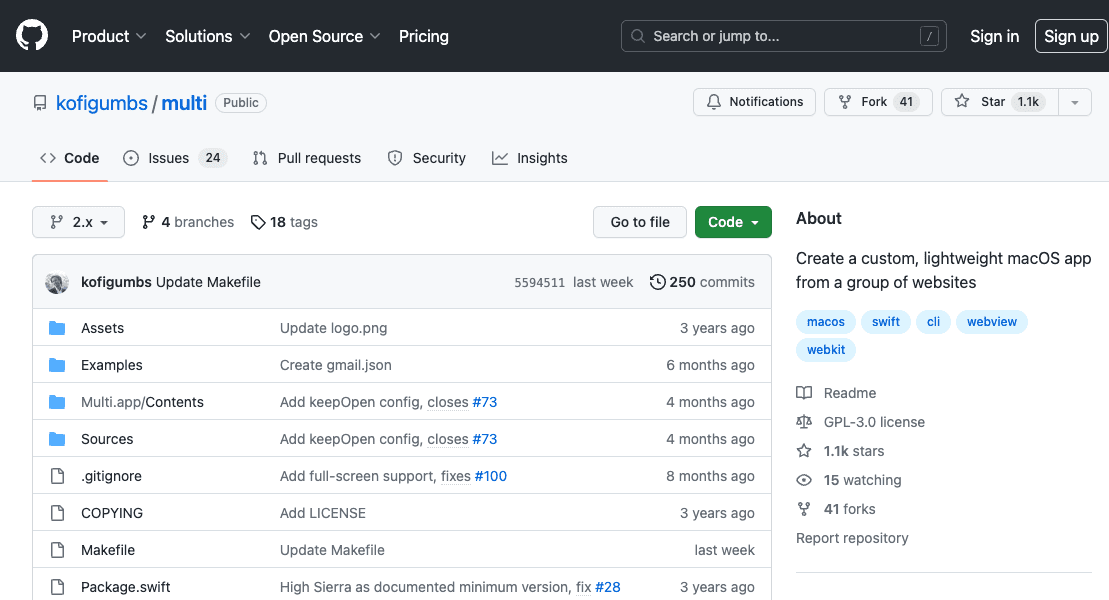 Product Solutions Open Source Pricing Search or jump to... / Sign in Sign up
kofigumbs / multi Public Notifications Fork 41 Star 1.1k
Code Issues 24 Pull requests Security Insights
2.x 4 branches 18 tags Go to file Code
kofigumbs Update Makefile 5594511 last week 250 commits
Assets Update logo.png 3 years ago
Examples Create gmail.json 6 months ago
Multi.app/Contents Add keepOpen config, closes #73 4 months ago
Sources Add keepOpen config, closes #73 4 months ago
.gitignore Add full-screen support, fixes #100 8 months ago
COPYING Add LICENSE 3 years ago
Makefile Update Makefile last week
Package.swift High Sierra as documented minimum version, fix #28 3 years ago
About
Create a custom, lightweight macOS app
from a group of websites
macos swift cli webview
webkit
Readme
GPL-3.0 license
1.1k stars
15 watching
41 forks
Report repository